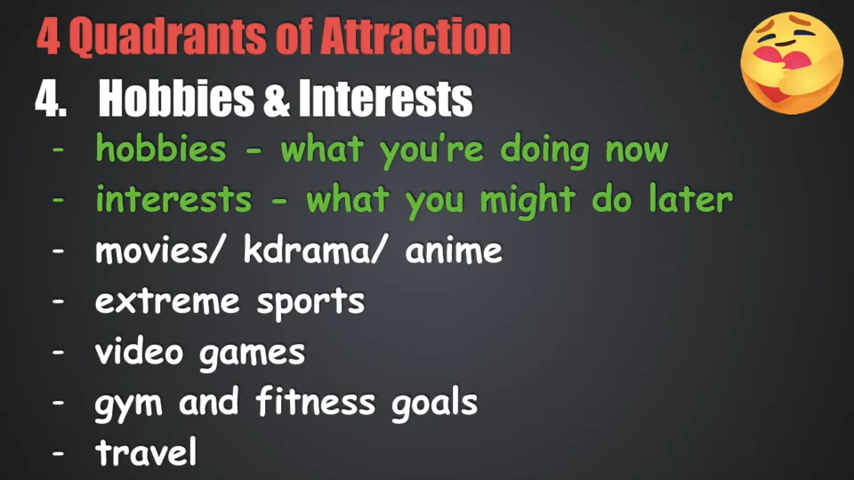 4 Quadrants of Attraction
4. Hobbies & Interests
- hobbies - what you're doing now
- interests - what you might do later
- movies/ kdrama/ anime
- extreme sports
- video games
- gym and fitness goals
- travel